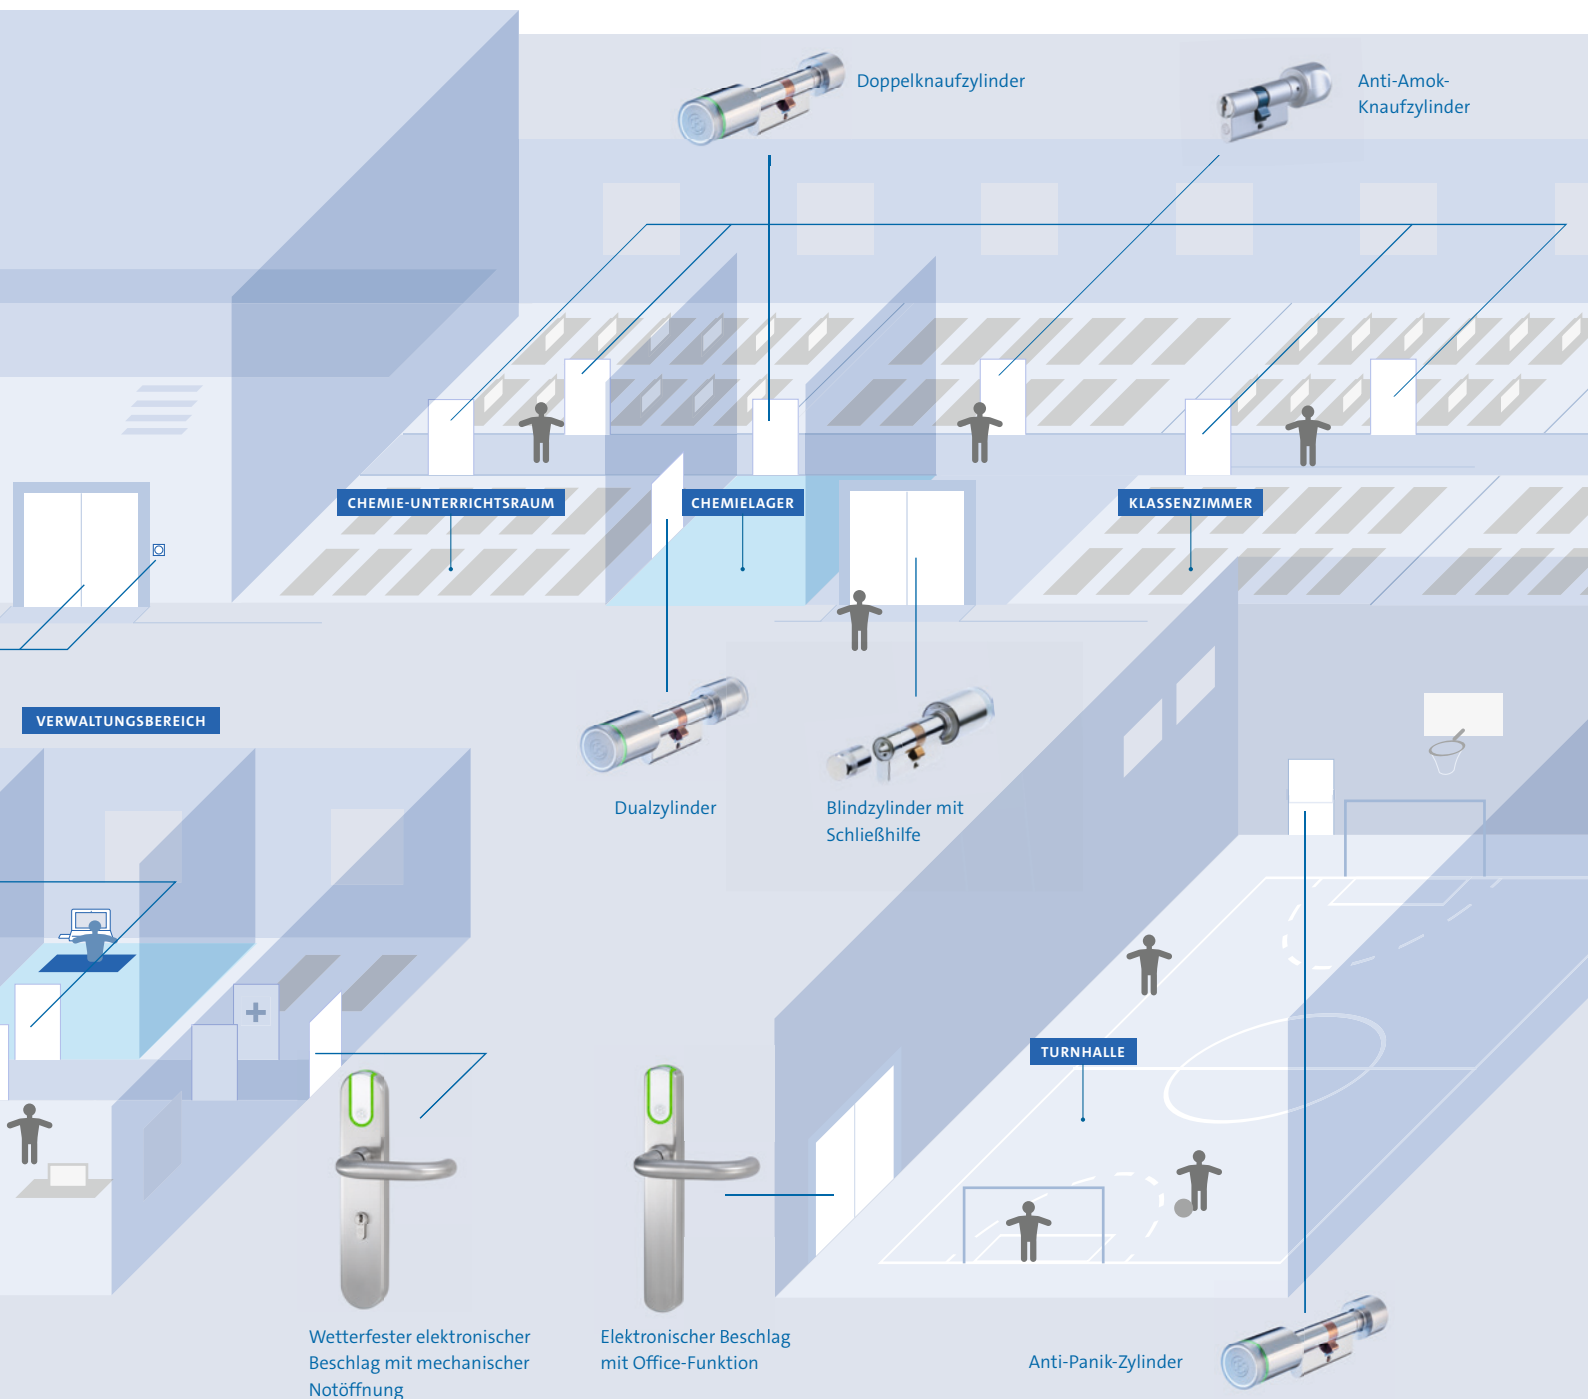 Doppelknaufzylinder
Anti-Amok-
Knaufzylinder
CHEMIE-UNTERRICHTSRAUM
CHEMIELAGER
KLASSENZIMMER
VERWALTUNGSBEREICH
Dualzylinder
Blindzylinder mit
Schließhilfe
TURNHALLE
Wetterfester elektronischer
Beschlag mit mechanischer
Notöffnung
Elektronischer Beschlag
mit Office-Funktion
Anti-Panik-Zylinder